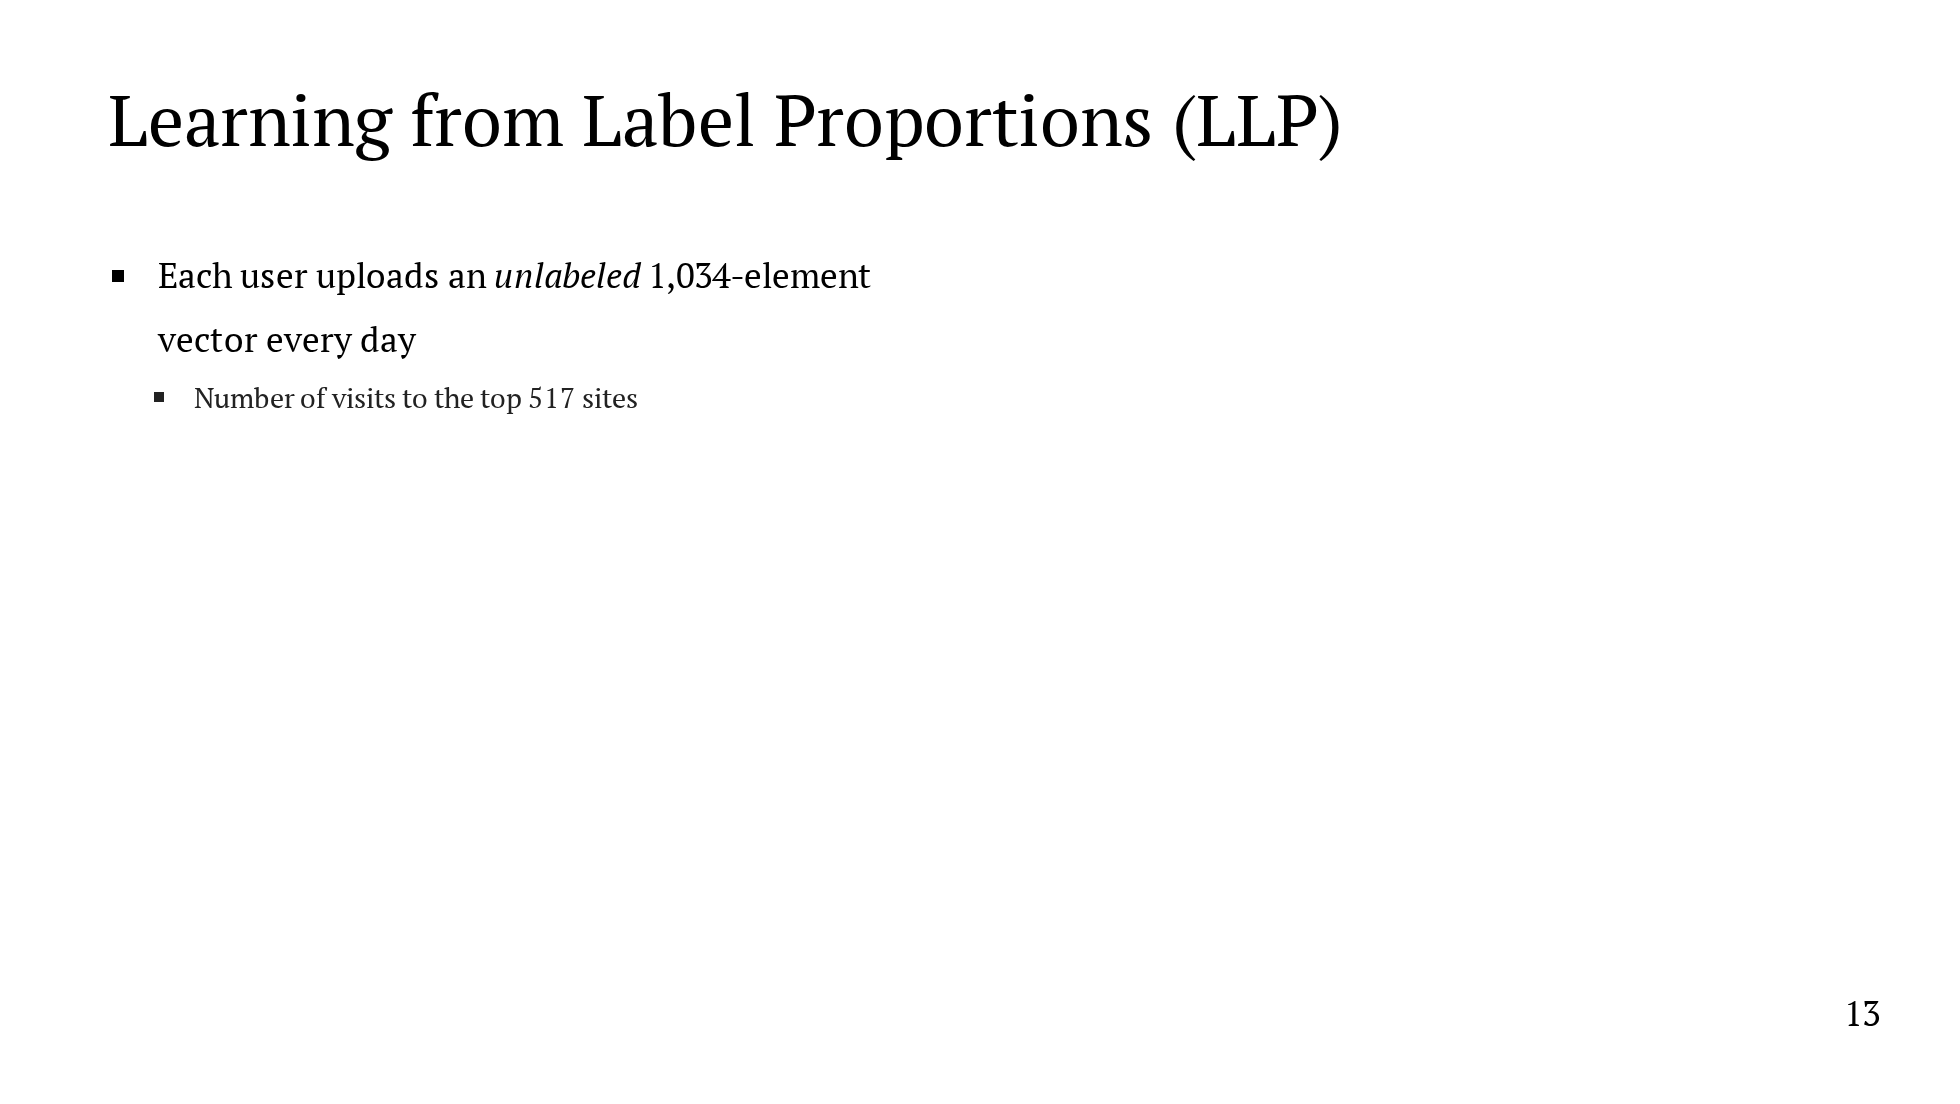 Learning from Label Proportions (LLP)
▪ Each user uploads an unlabeled 1,034-element
vector every day
▪ Number of visits to the top 517 sites
13